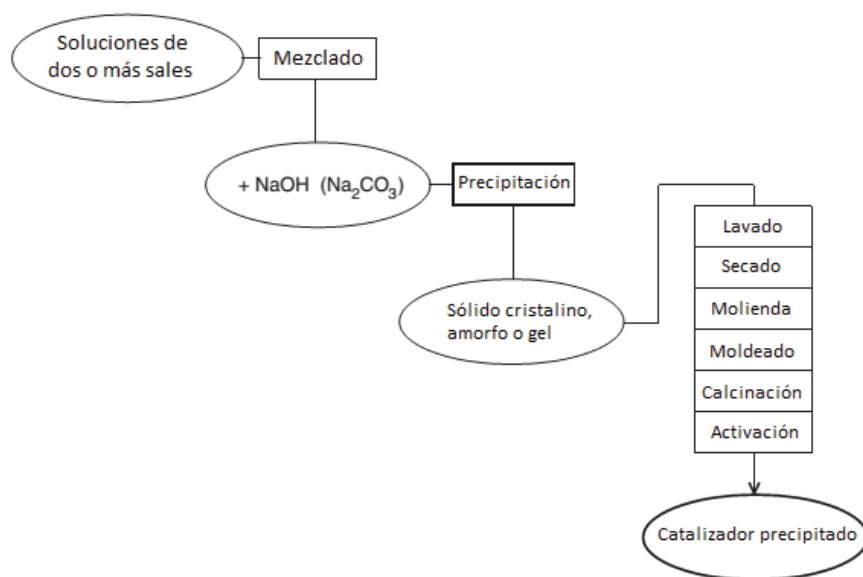 Soluciones de
dos o más sales
Mezclado
+ NaOH (Na₂CO₃)
Precipitación
Sólido cristalino,
amorfo o gel
Lavado
Secado
Molienda
Moldeado
Calcinación
Activación
Catalizador precipitado